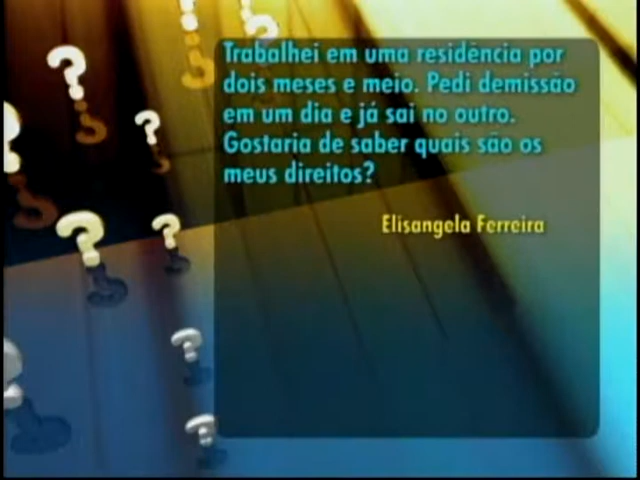 Trabalhei em uma residência por
dois meses e meio. Pedi demissão
em um dia e já sai no outro.
Gostaria de saber quais são os
meus direitos?
Elisangela Ferreira